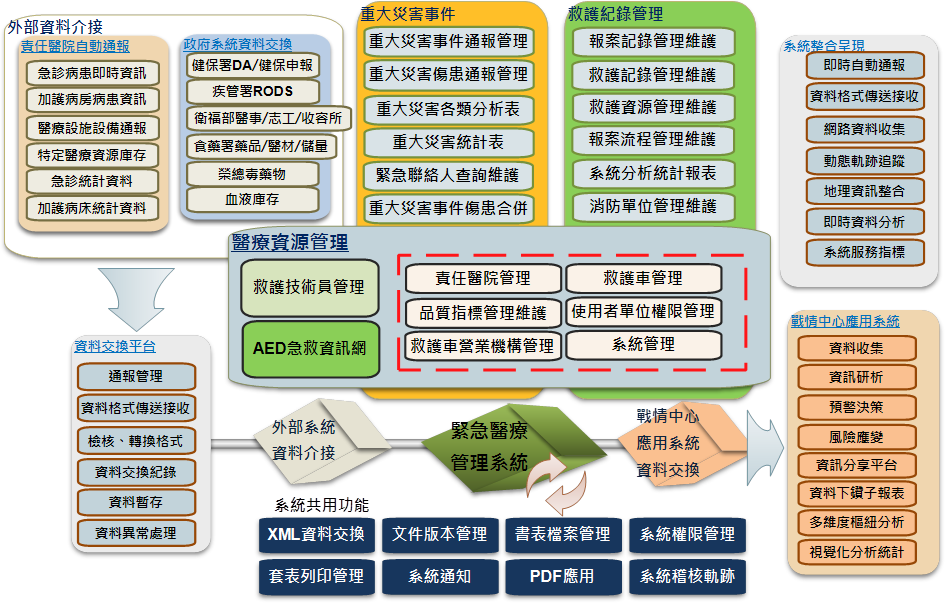 外部資料介接
責任醫院自動通報
急診病患即時資訊
加護病房病患資訊
醫療設施設備通報
特定醫療資源庫存
急診統計資料
加護病床統計資料
政府系統資料交換
健保署DA/健保申報
疾管署RODS
衛福部醫事/志工/收容所
食藥署藥品/醫材/儲量
榮總毒藥物
血液庫存
重大災害事件
重大災害事件通報管理
重大災害傷患通報管理
重大災害各類分析表
重大災害統計表
緊急聯絡人查詢維護
重大災害事件傷患合併
救護紀錄管理
報案記錄管理維護
救護記錄管理維護
救護資源管理維護
報案流程管理維護
系統分析統計報表
消防單位管理維護
系統整合呈現
即時自動通報
資料格式傳送接收
網路資料收集
動態軌跡追蹤
地理資訊整合
即時資料分析
系統服務指標
醫療資源管理
救護技術員管理
AED急救資訊網
責任醫院管理
救護車管理
品質指標管理維護
使用者單位權限管理
救護車營業機構管理
系統管理
資料交換平台
通報管理
資料格式傳送接收
檢核、轉換格式
資料交換紀錄
資料暫存
資料異常處理
外部系統
資料介接
緊急醫療
管理系統
戰情中心
應用系統
資料交換
戰情中心應用系統
資料收集
資訊研析
預警決策
風險應變
資訊分享平台
資料下鑽子報表
多維度樞紐分析
視覺化分析統計
系統共用功能
XML資料交換
文件版本管理
書表檔案管理
系統權限管理
套表列印管理
系統通知
PDF應用
系統稽核軌跡